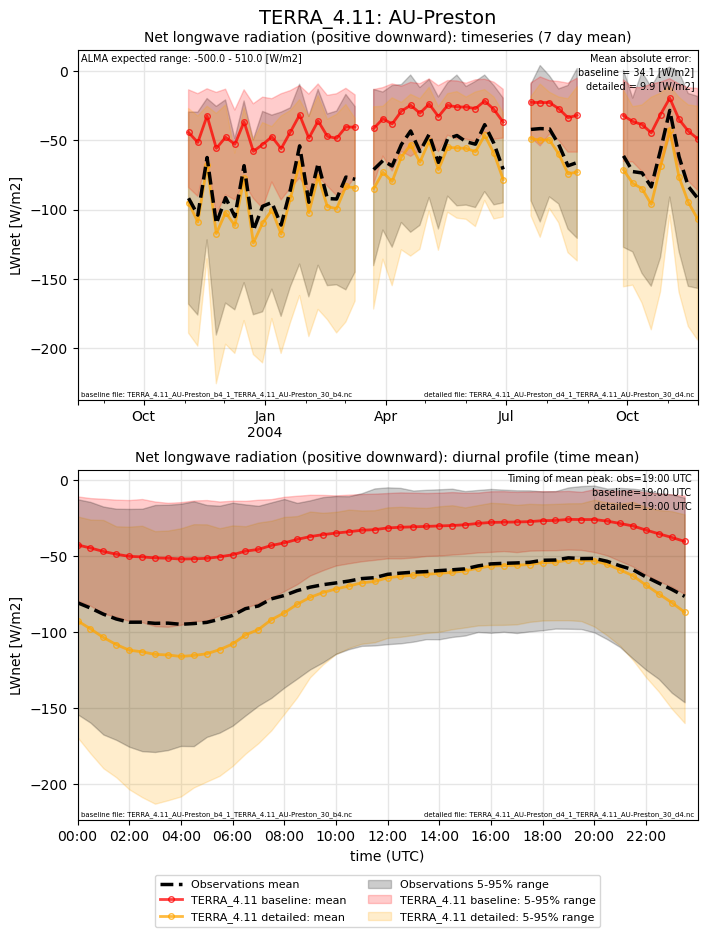 TERRA_4.11: AU-Preston
Net longwave radiation (positive downward): timeseries (7 day mean)
ALMA expected range: -500.0 - 510.0 [W/m2]
Mean absolute error:
baseline = 34.1 [W/m2]
detailed = 9.9 [W/m2]
0
−50
−100
−150
−200
LWnet [W/m2]
baseline file: TERRA_4.11_AU-Preston_b4_1_TERRA_4.11_AU-Preston_30_b4.nc
detailed file: TERRA_4.11_AU-Preston_d4_1_TERRA_4.11_AU-Preston_30_d4.nc
Oct Jan Apr Jul Oct
2004
Net longwave radiation (positive downward): diurnal profile (time mean)
Timing of mean peak: obs=19:00 UTC
baseline=19:00 UTC
detailed=19:00 UTC
0
−50
−100
−150
−200
LWnet [W/m2]
baseline file: TERRA_4.11_AU-Preston_b4_1_TERRA_4.11_AU-Preston_30_b4.nc
detailed file: TERRA_4.11_AU-Preston_d4_1_TERRA_4.11_AU-Preston_30_d4.nc
00:00 02:00 04:00 06:00 08:00 10:00 12:00 14:00 16:00 18:00 20:00 22:00
time (UTC)
Observations mean
TERRA_4.11 baseline: mean
TERRA_4.11 detailed: mean
Observations 5-95% range
TERRA_4.11 baseline: 5-95% range
TERRA_4.11 detailed: 5-95% range